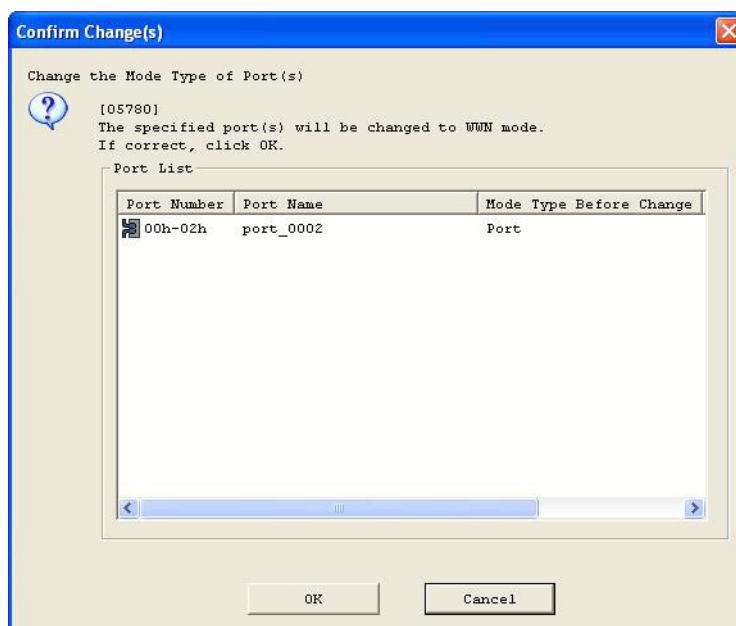 Confirm Change(s)
Change the Mode Type of Port(s)
[05780]
The specified port(s) will be changed to WWN mode.
If correct, click OK.
Port List
Port Number Port Name Mode Type Before Change
00h-02h port_0002 Port
OK Cancel